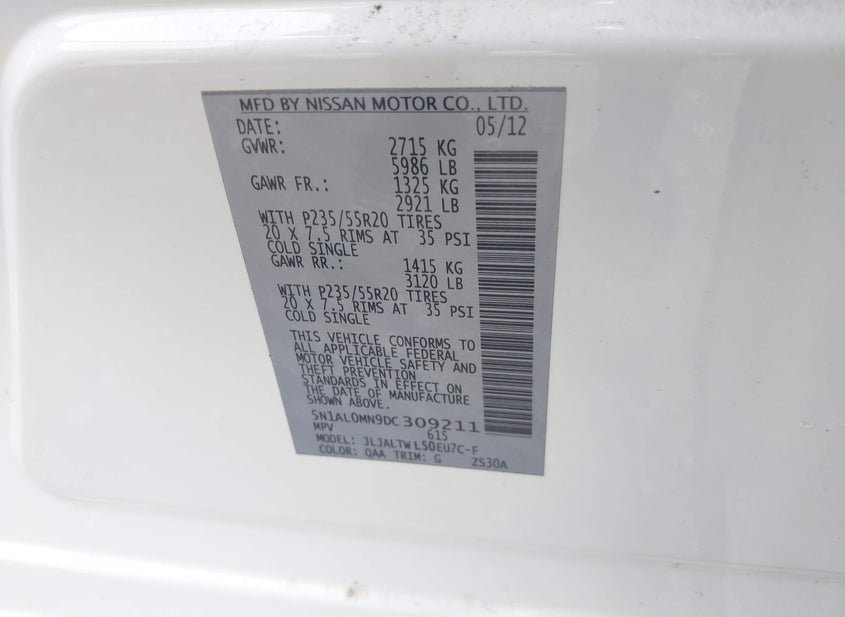 MFD BY NISSAN MOTOR CO., LTD.
DATE: 05/12
GVWR: 2715 KG
5986 LB
GAWR FR.: 1325 KG
2921 LB
WITH P235/55R20 TIRES
20 X 7.5 RIMS AT 35 PSI
COLD SINGLE
GAWR RR.: 1415 KG
3120 LB
WITH P235/55R20 TIRES
20 X 7.5 RIMS AT 35 PSI
COLD SINGLE
THIS VEHICLE CONFORMS TO
ALL APPLICABLE FEDERAL
MOTOR VEHICLE SAFETY AND
THEFT PREVENTION
STANDARDS IN EFFECT ON
THE DATE OF MANUFACTURE
SHOWN ABOVE.
5N1AL0MN9DC309211
MPV 615
MODEL: JLJALTWL50EU7C-F
COLOR: QAA TRIM: G ZS30A